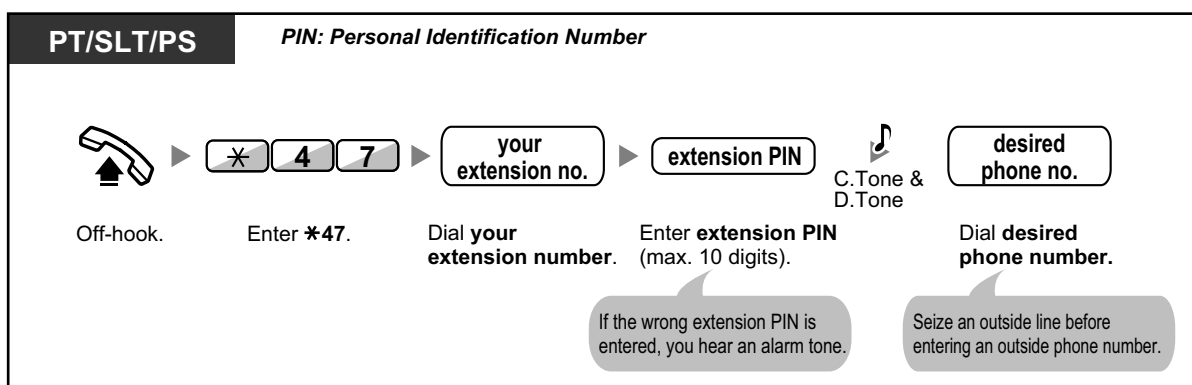 PT/SLT/PS
PIN: Personal Identification Number
* 4 7
your
extension no.
extension PIN
C.Tone &
D.Tone
desired
phone no.
Off-hook.
Enter *47.
Dial your
extension number.
Enter extension PIN
(max. 10 digits).
Dial desired
phone number.
If the wrong extension PIN is
entered, you hear an alarm tone.
Seize an outside line before
entering an outside phone number.